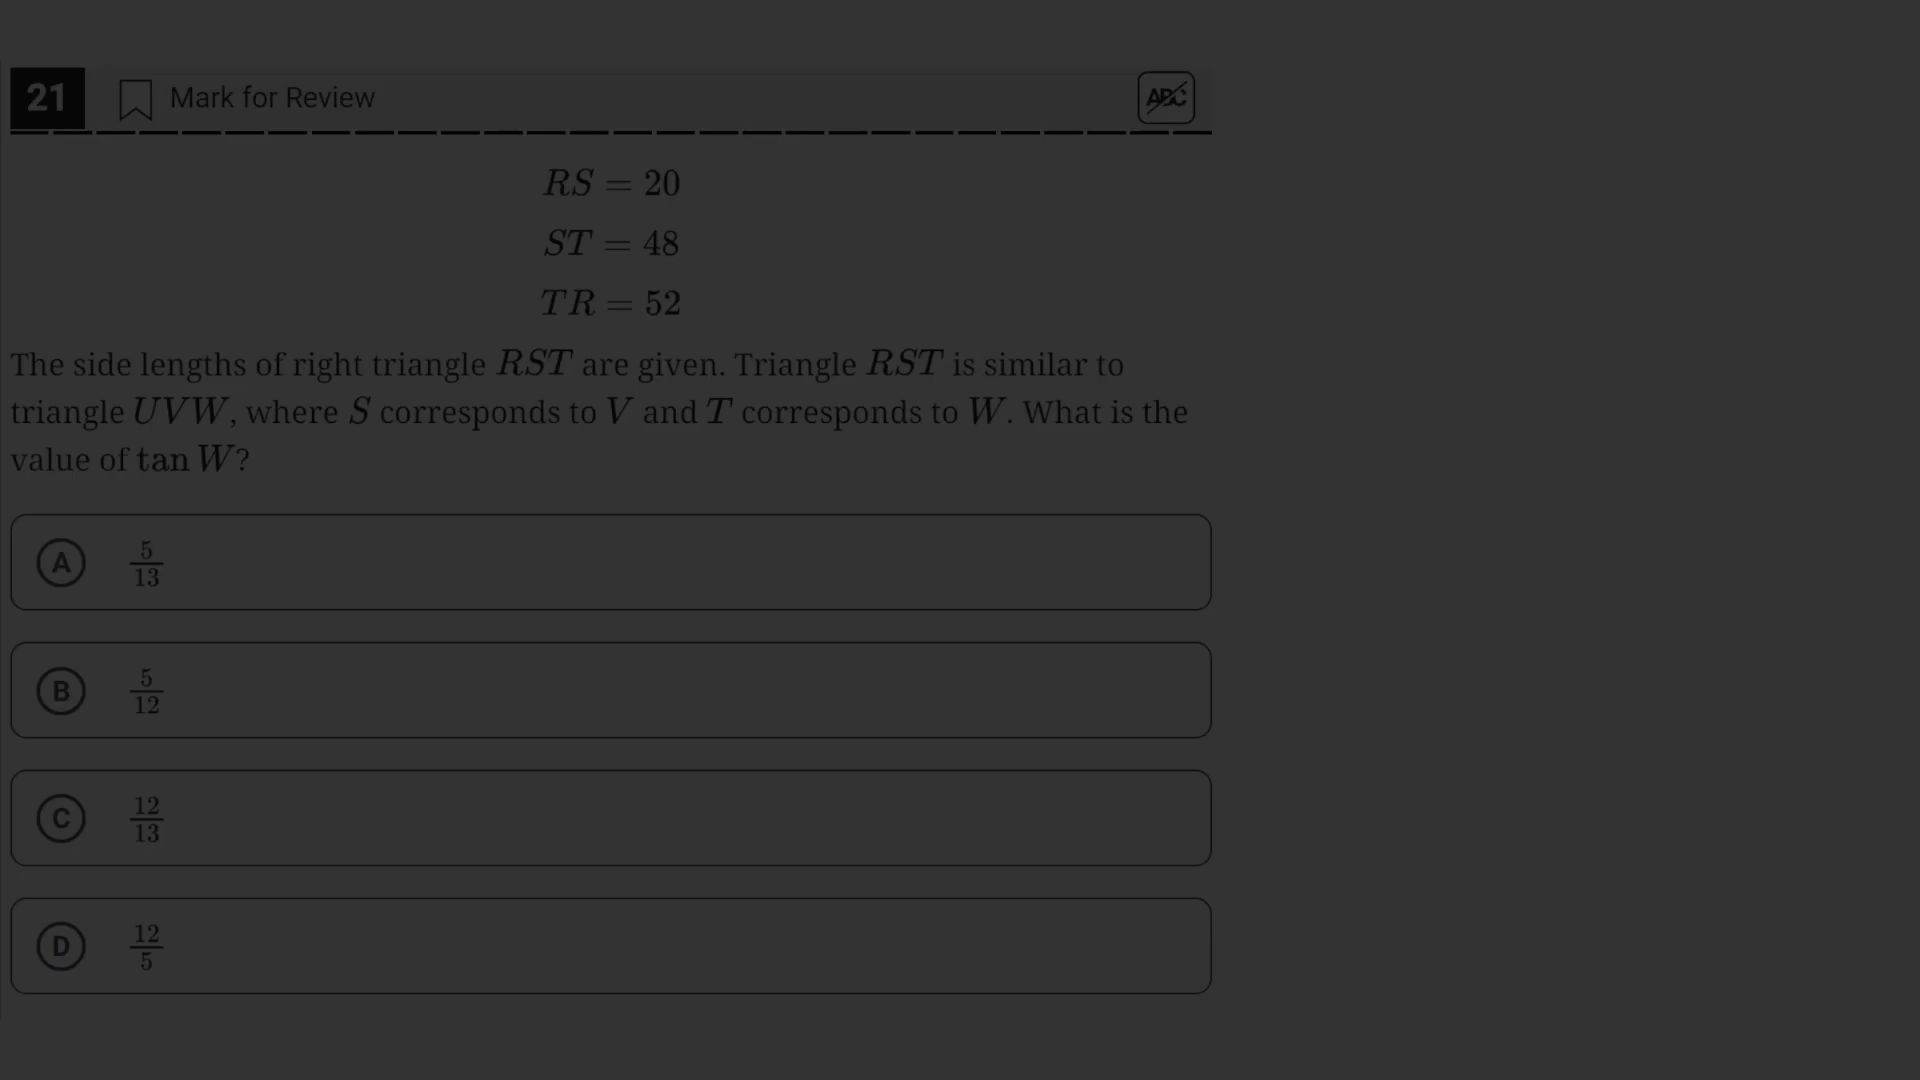 21 Mark for Review ABC
RS = 20
ST = 48
TR = 52
The side lengths of right triangle RST are given. Triangle RST is similar to
triangle UVW, where S corresponds to V and T corresponds to W. What is the
value of tan W?
A 5/13
B 5/12
C 12/13
D 12/5